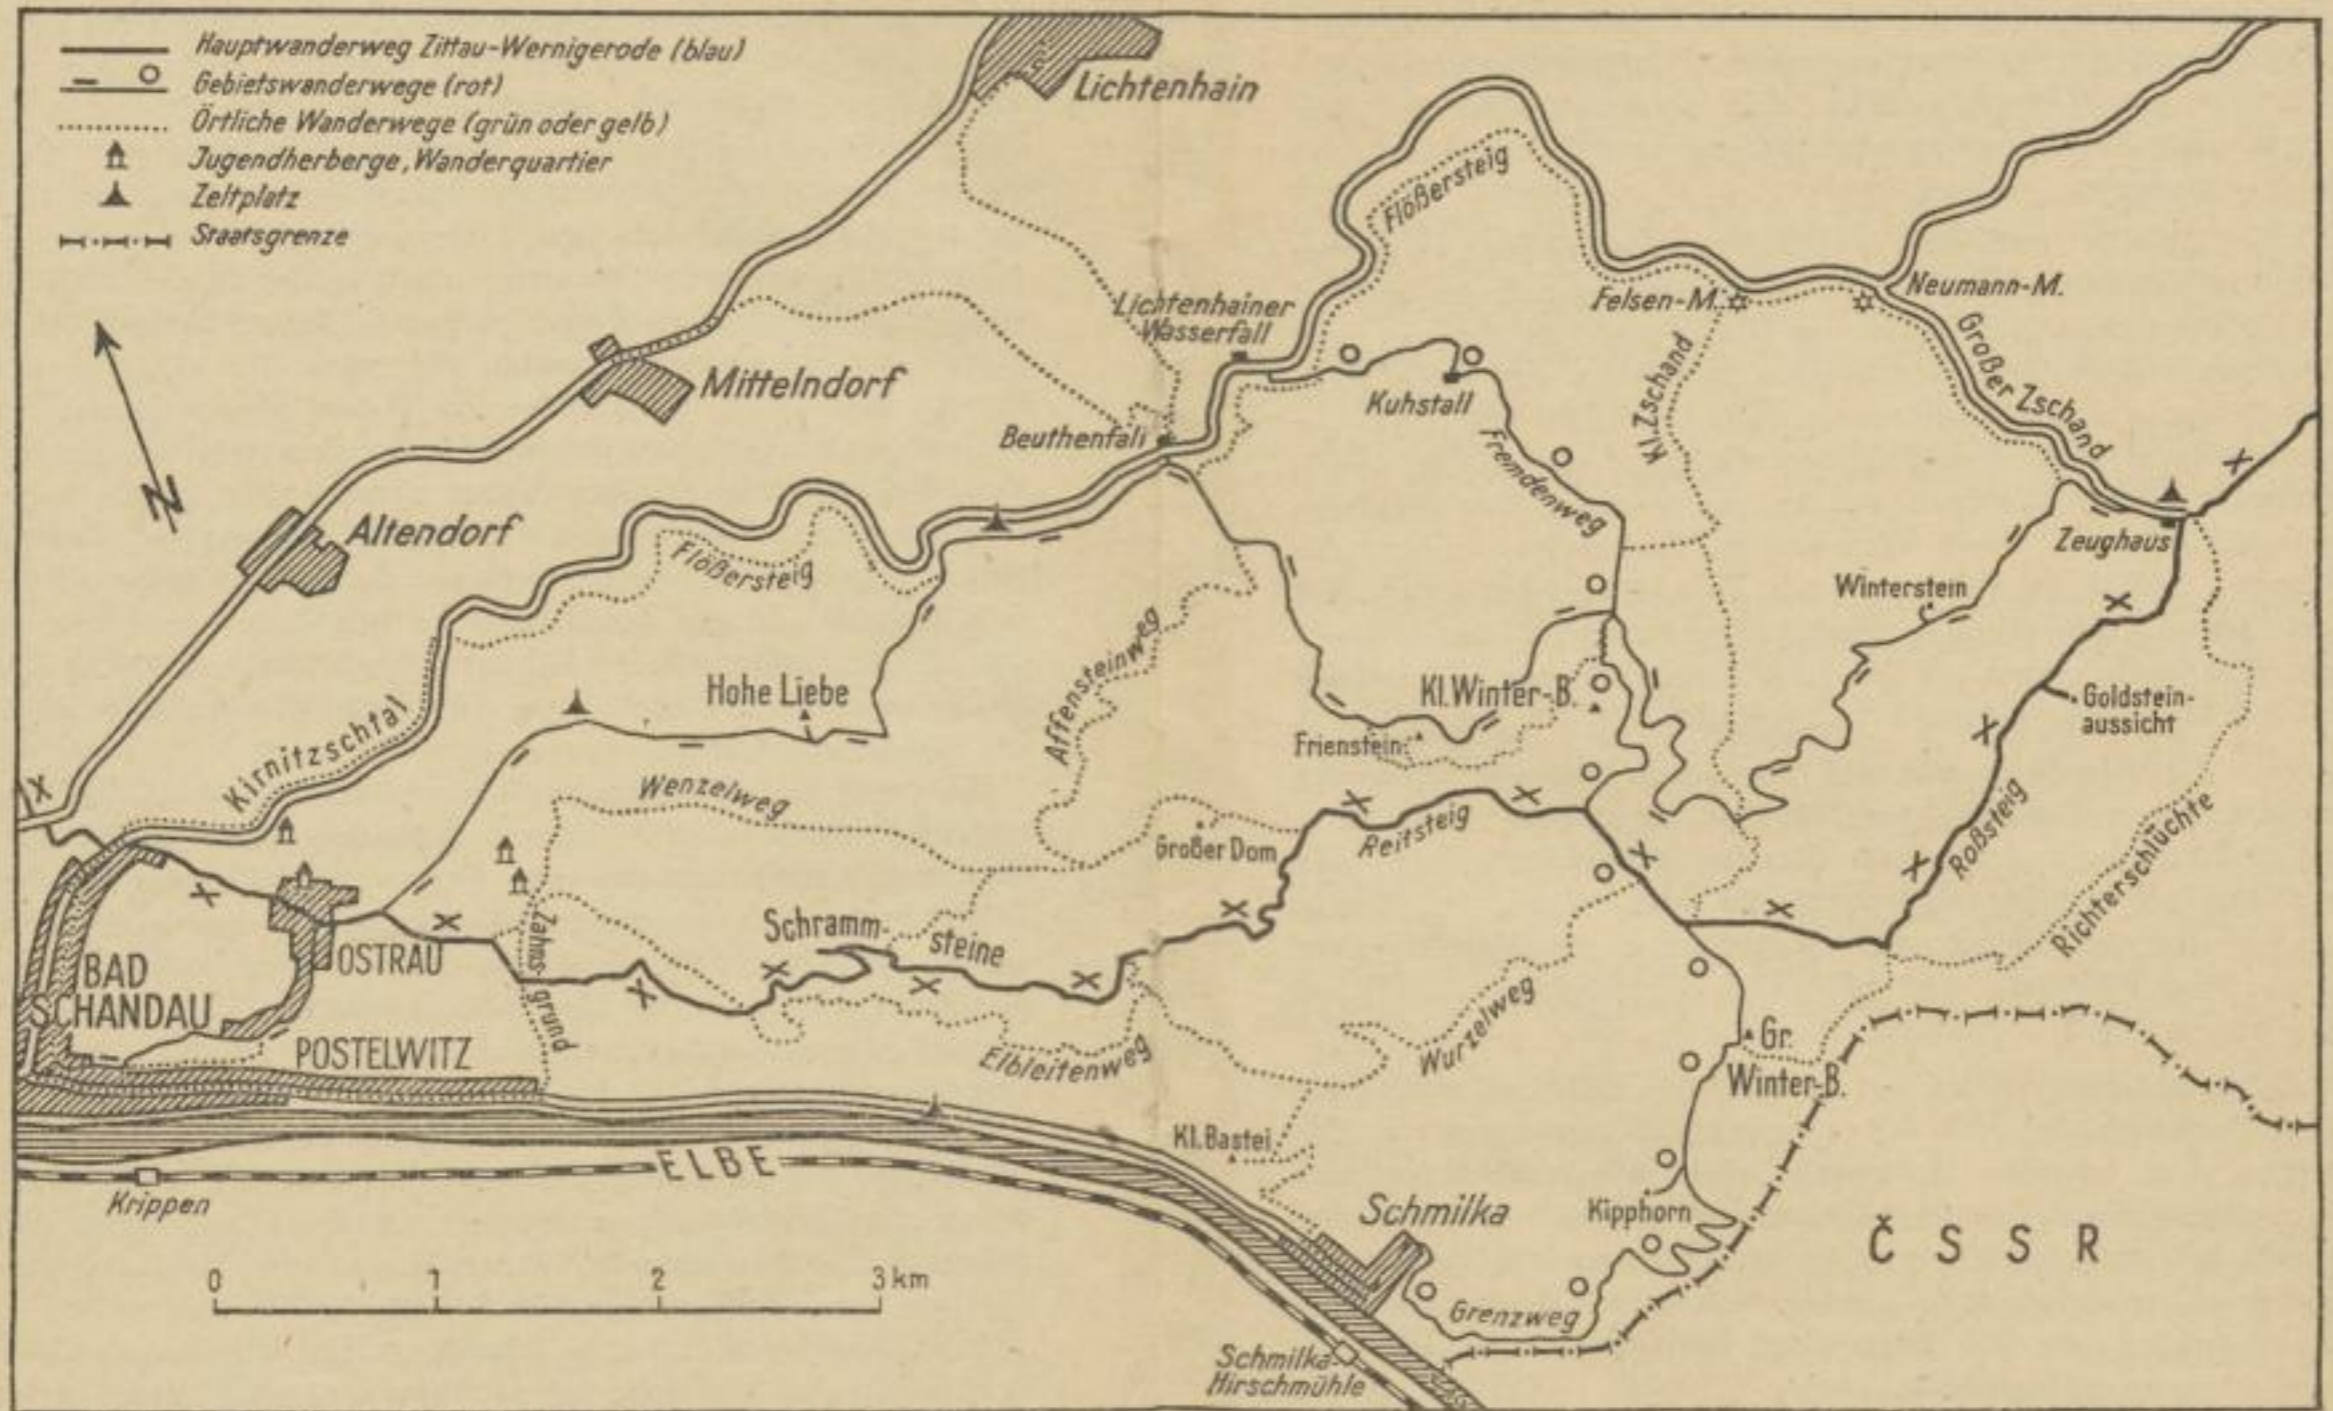 Hauptwanderweg Zittau-Wernigerode (blau)
Gebietswanderwege (rot)
Örtliche Wanderwege (grün oder gelb)
Jugendherberge, Wanderquartier
Zeltplatz
Staatsgrenze
N
Lichtenhain
Flößersteig
Lichtenhainer
Wasserfall
Felsen-M.
Neumann-M.
Großer Zschand
Kl. Zschand
Mittelndorf
Kuhstall
Beuthenfall
Fremdenweg
Altendorf
Flößersteig
Zeughaus
Winterstein
Affensteinweg
Hohe Liebe
Kl. Winter-B.
Goldstein-
aussicht
Kirnitzschtal
Frienstein
Wenzelweg
Großer Dom
Reitsteig
Roßsteig
Richterschlüchte
Zahns-
grund
Schramm-
steine
OSTRAU
BAD
SCHANDAU
POSTELWITZ
Elbleitenweg
Wurzelweg
Gr.
Winter-B.
Kl. Bastei
ELBE
Krippen
Schmilka
Kipphorn
ČSSR
0 1 2 3 km
Grenzweg
Schmilka-
Hirschmühle